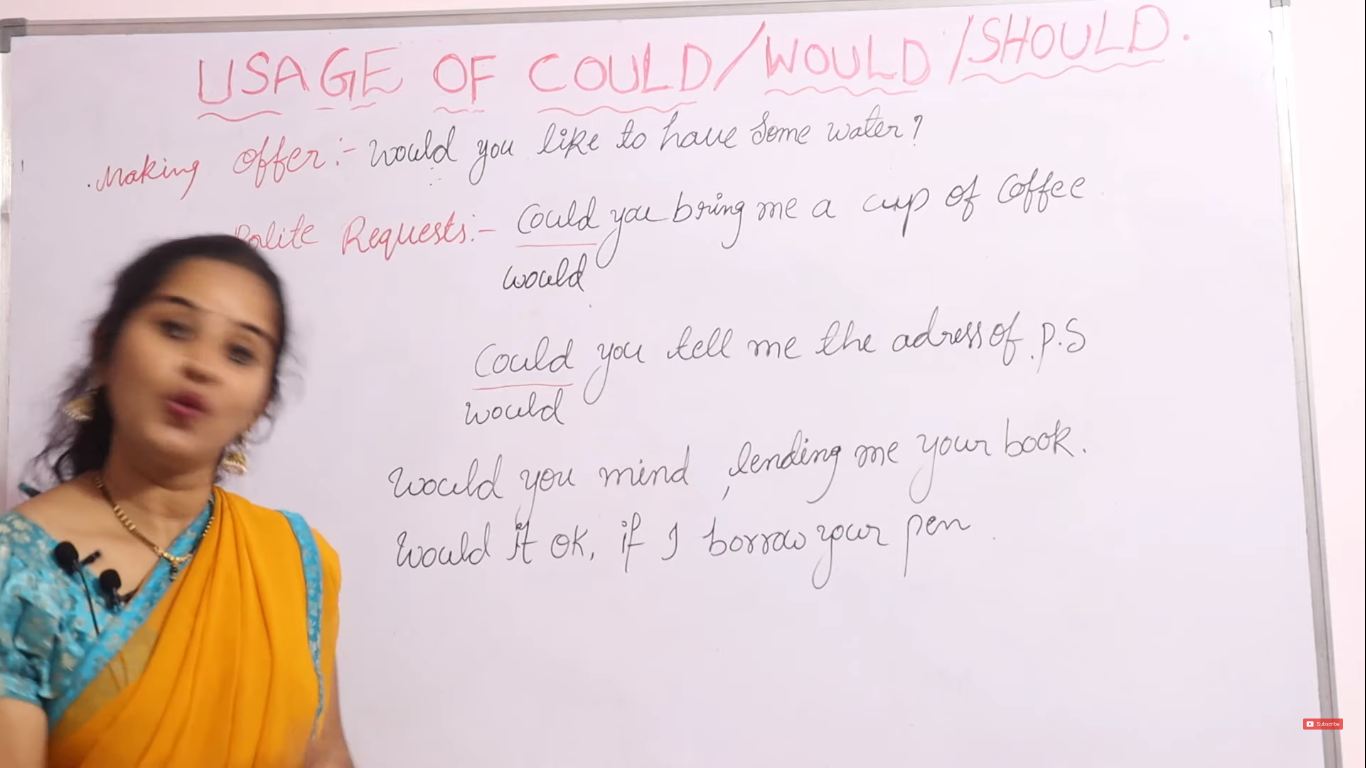 USAGE OF COULD/WOULD/SHOULD.
. Making Offer:- Would you like to have Some water?
Polite Requests:- Could you bring me a cup of Coffee
would
Could you tell me the adress of P.S
would
Would you mind , lending me your book.
Would it ok, if I borrow your pen .
Subscribe